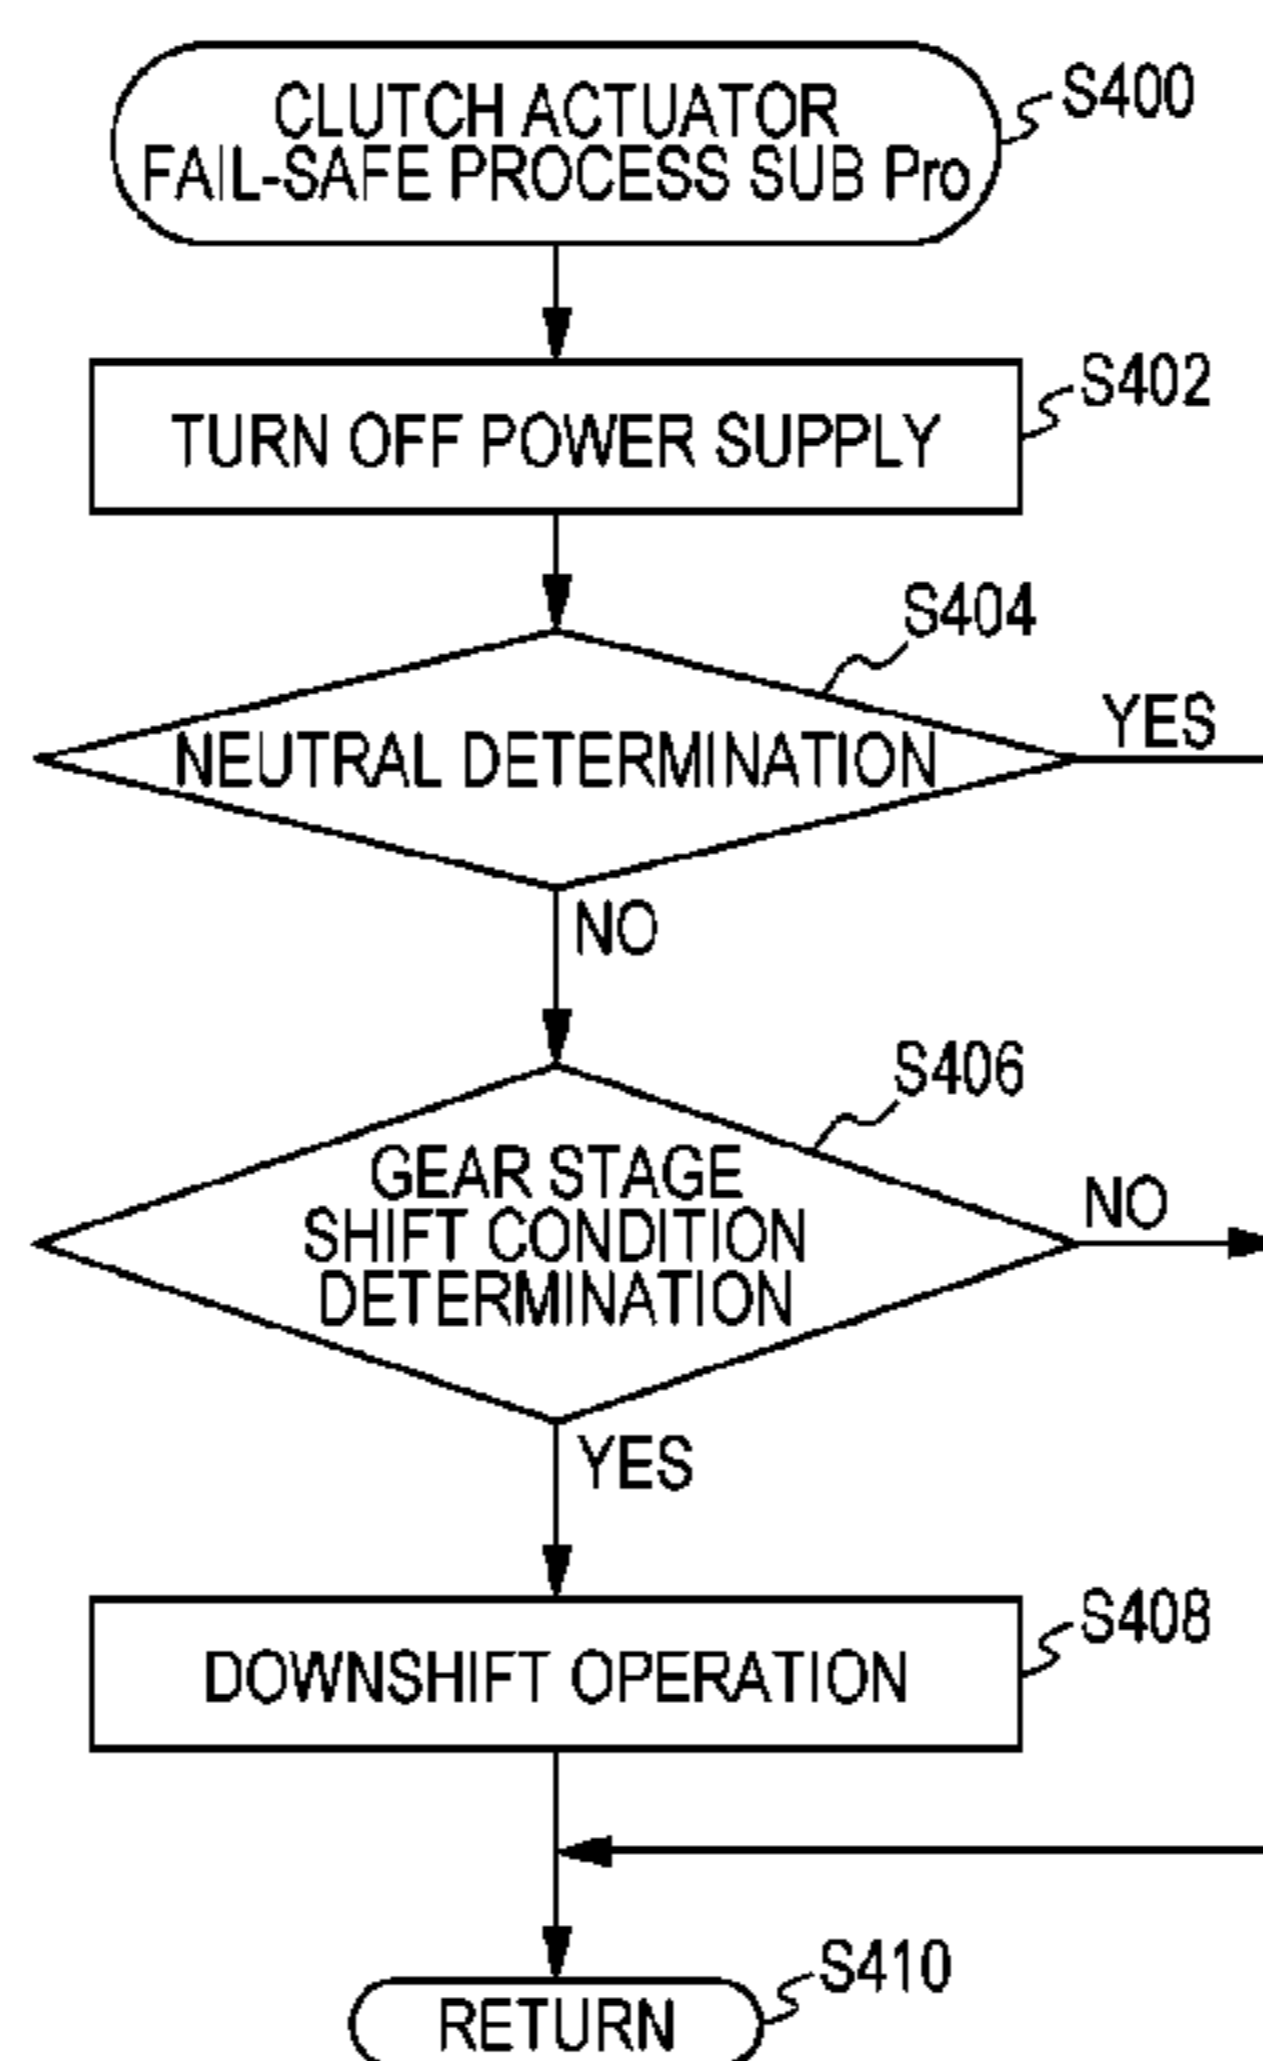 CLUTCH ACTUATOR
FAIL-SAFE PROCESS SUB Pro
S400
TURN OFF POWER SUPPLY
S402
S404
NEUTRAL DETERMINATION
YES
NO
S406
GEAR STAGE
SHIFT CONDITION
DETERMINATION
NO
YES
DOWNSHIFT OPERATION
S408
RETURN
S410